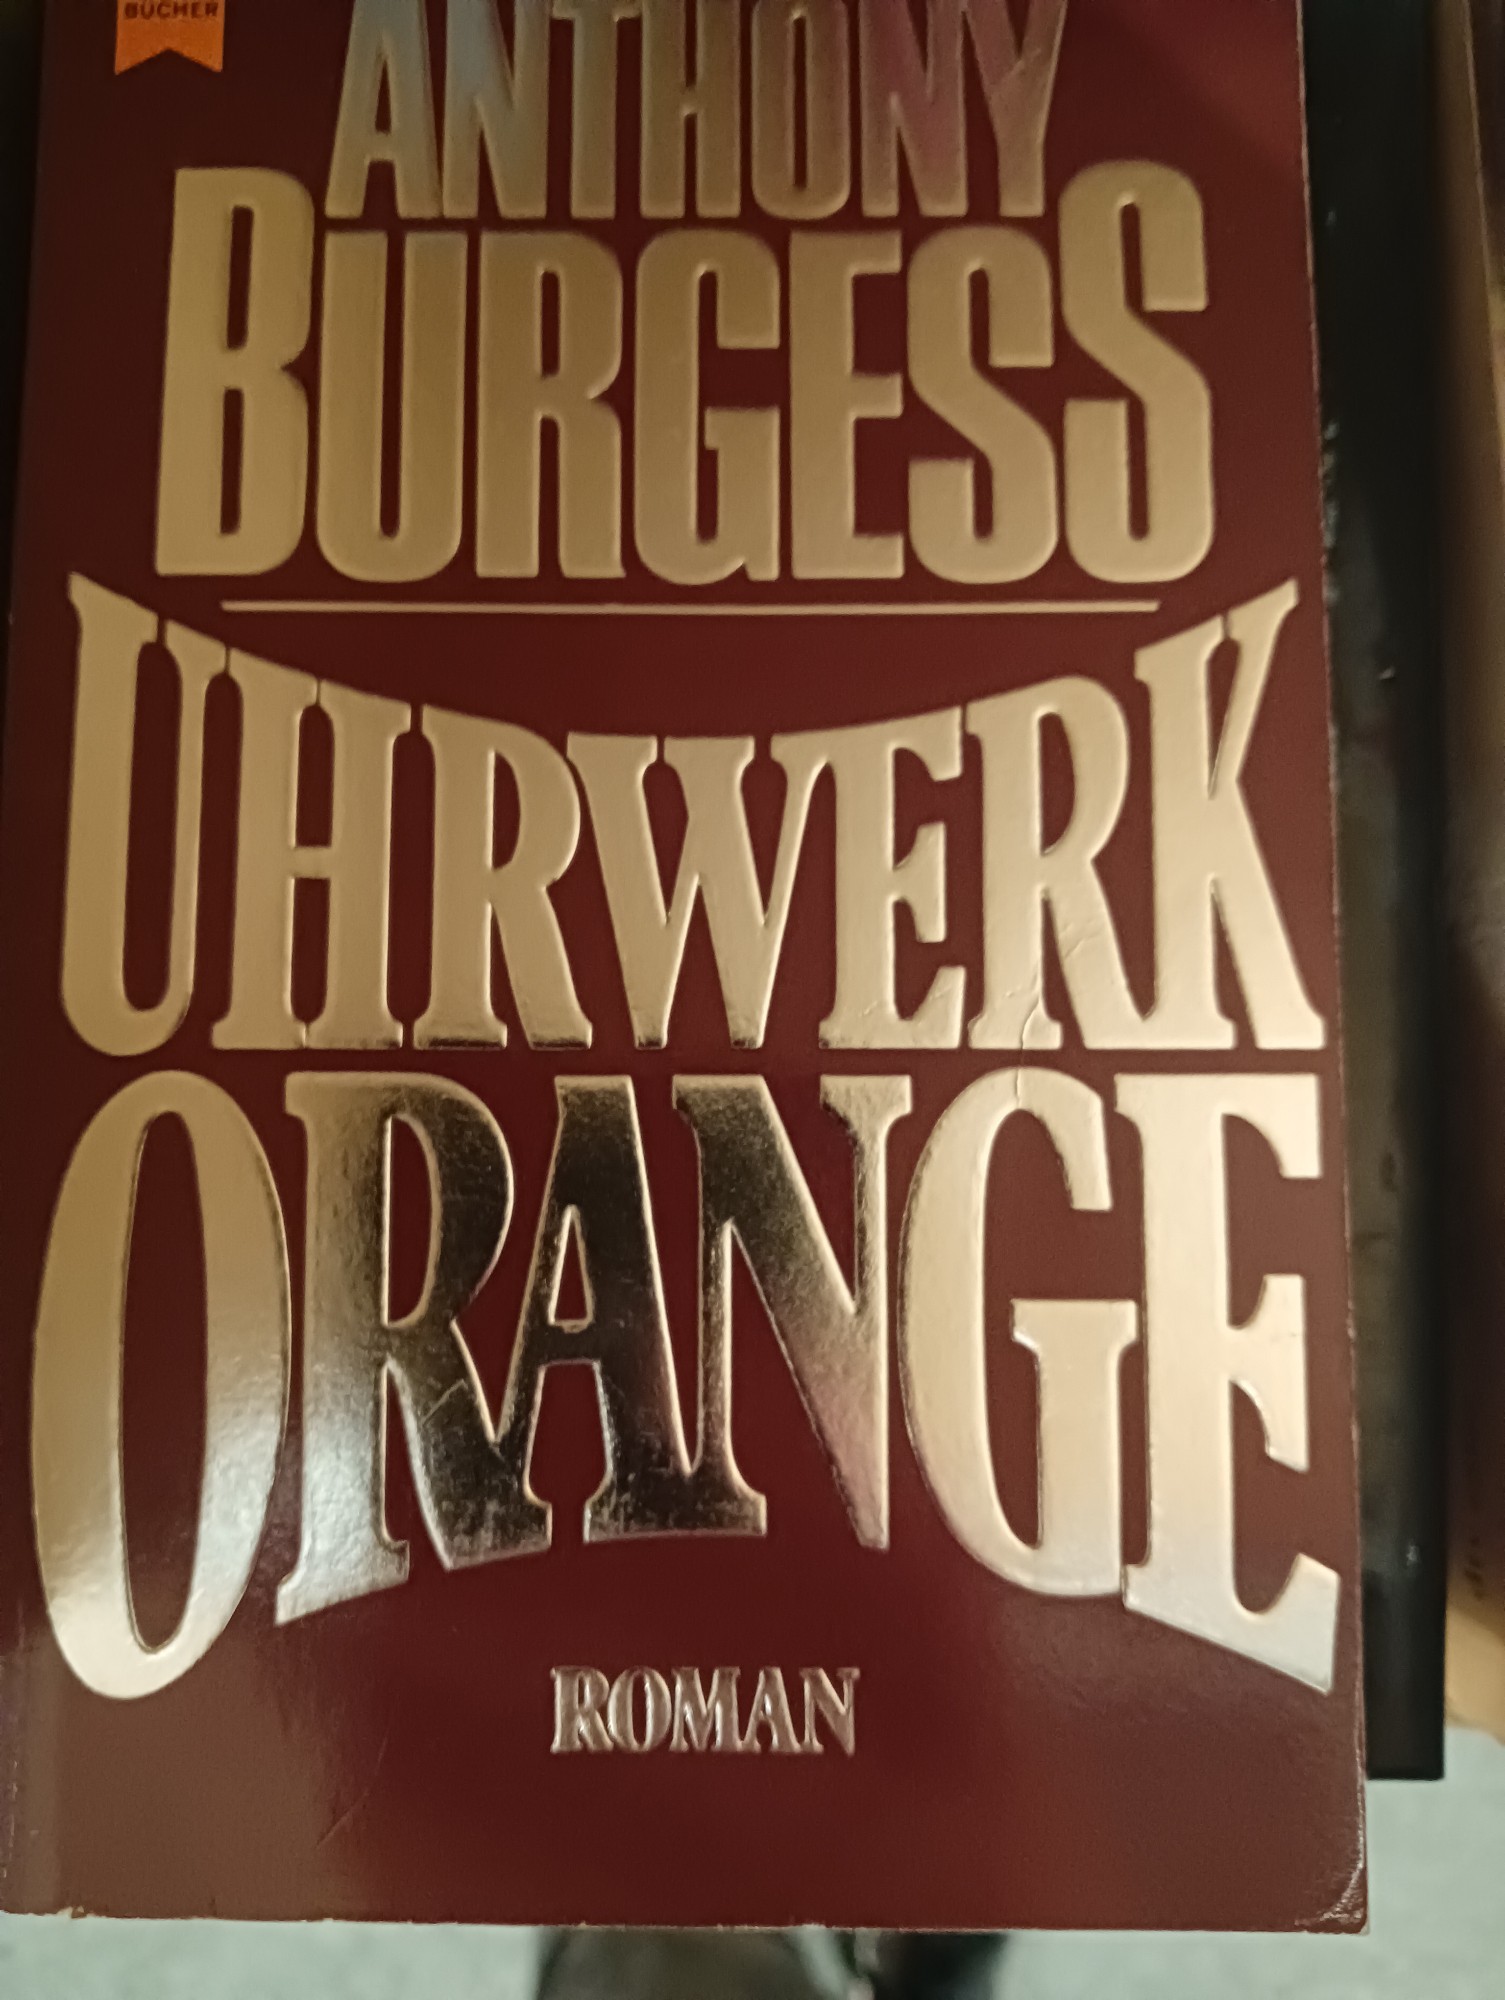 BÜCHER
ANTHONY
BURGESS
UHRWERK
ORANGE
ROMAN